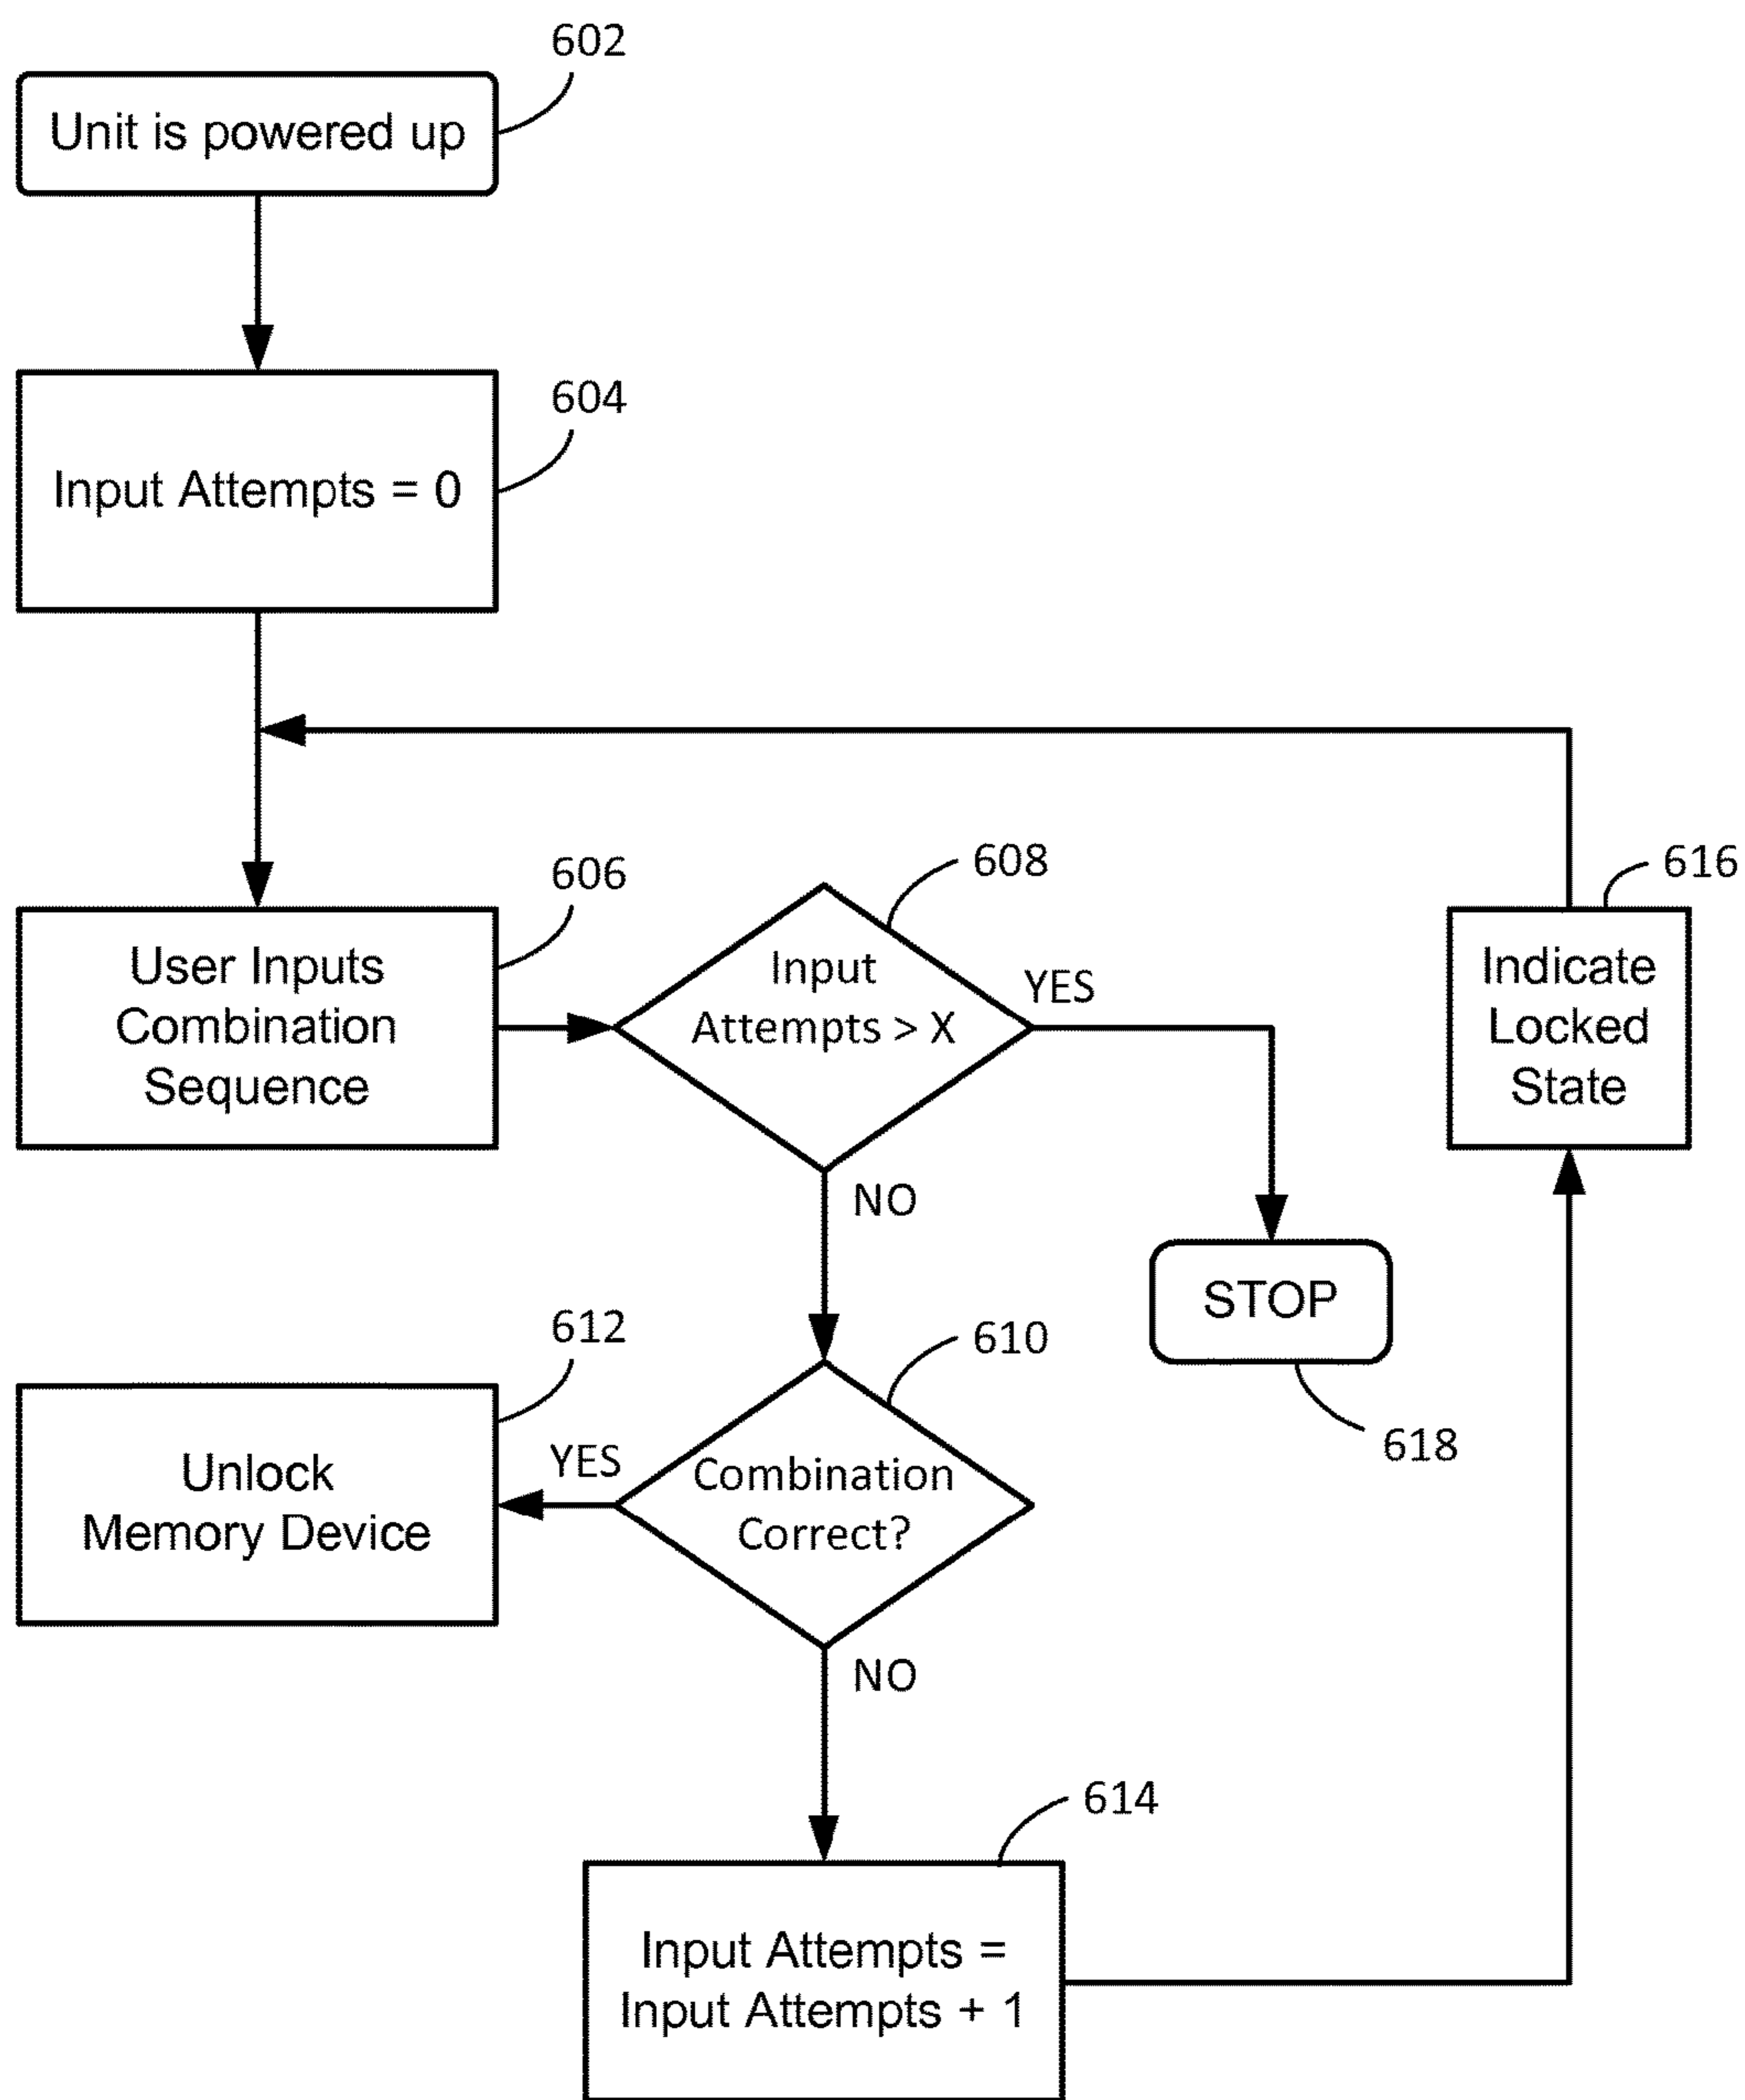 602
Unit is powered up
604
Input Attempts = 0
606
User Inputs
Combination
Sequence
608
Input
Attempts > X
YES
NO
616
Indicate
Locked
State
STOP
618
610
Combination
Correct?
YES
NO
612
Unlock
Memory Device
614
Input Attempts =
Input Attempts + 1